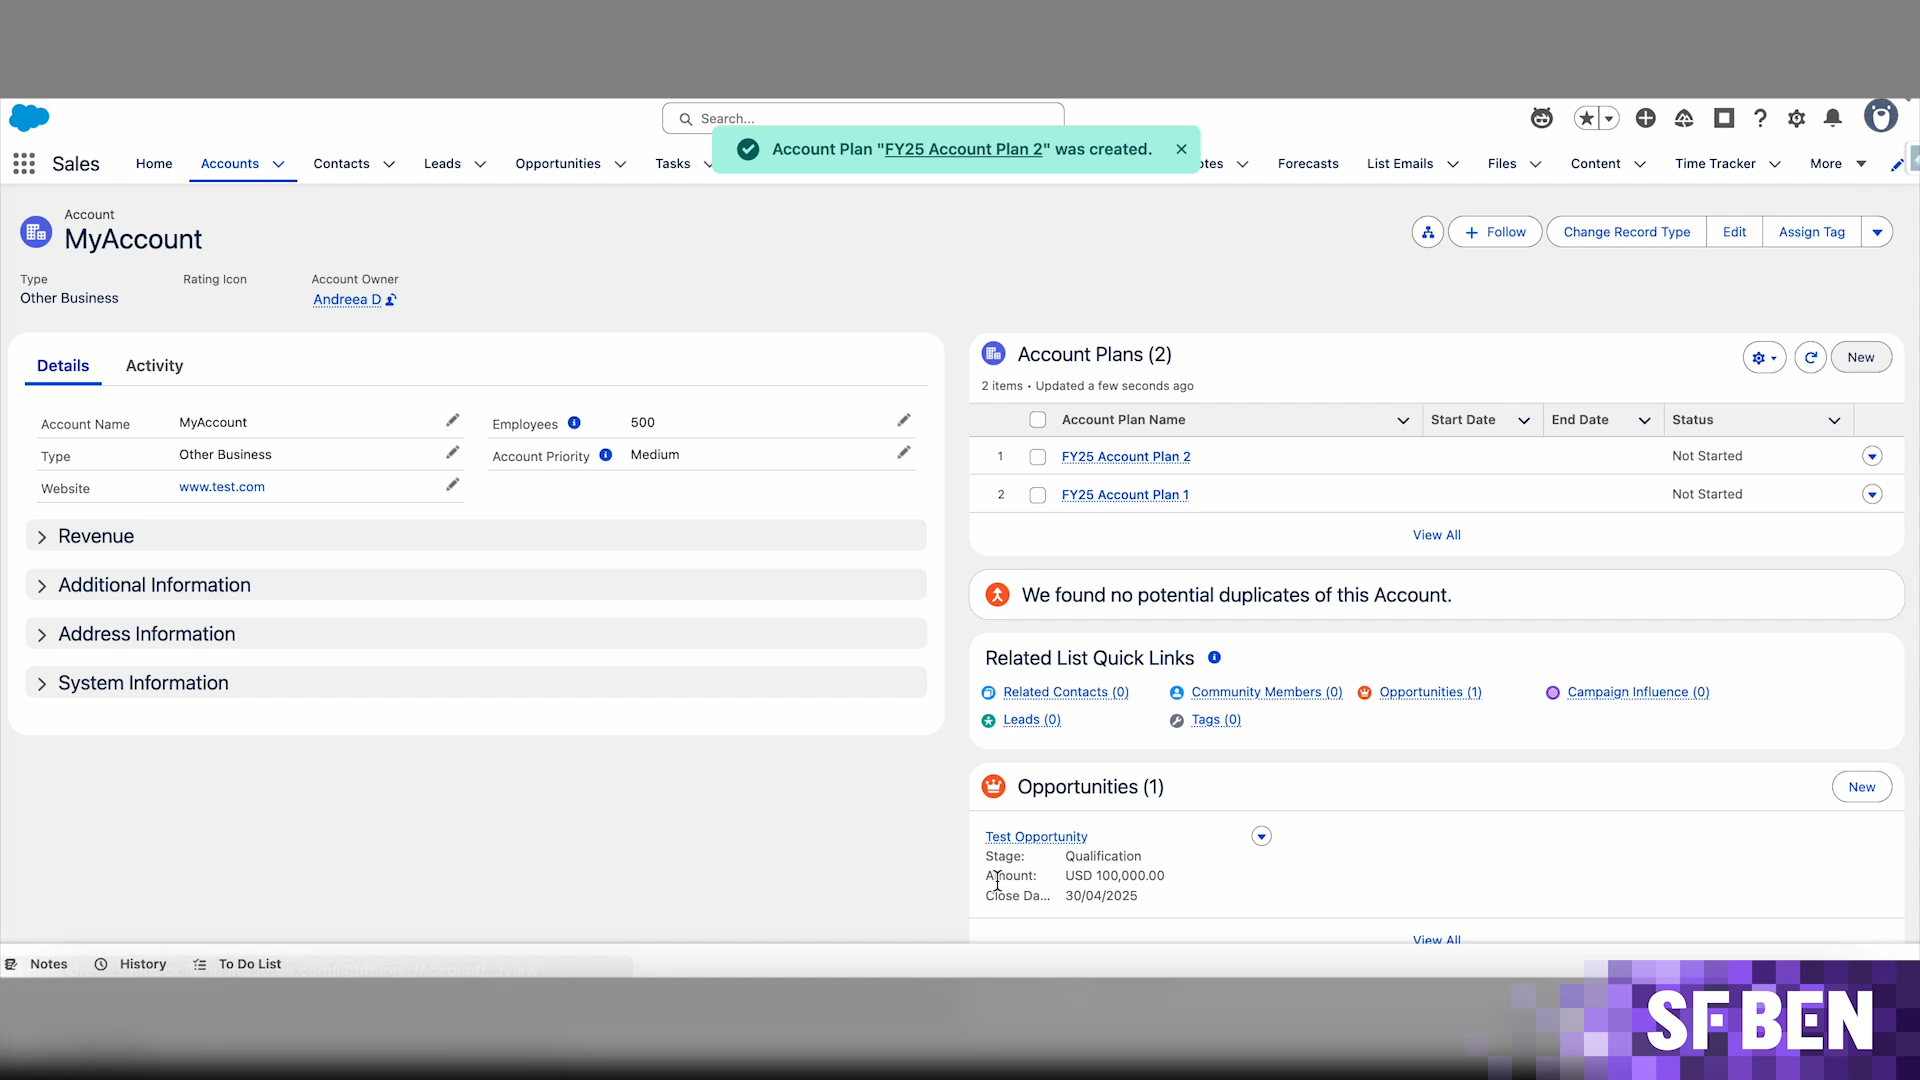 Search...
Account Plan "FY25 Account Plan 2" was created.
Sales
Home
Accounts
Contacts
Leads
Opportunities
Tasks
Forecasts
List Emails
Files
Content
Time Tracker
More
Account
MyAccount
Follow
Change Record Type
Edit
Assign Tag
Type
Rating Icon
Account Owner
Other Business
Andreea D
Details
Activity
Account Name
MyAccount
Employees
500
Type
Other Business
Account Priority
Medium
Website
www.test.com
Revenue
Additional Information
Address Information
System Information
Account Plans (2)
New
2 items • Updated a few seconds ago
Account Plan Name
Start Date
End Date
Status
1
FY25 Account Plan 2
Not Started
2
FY25 Account Plan 1
Not Started
View All
We found no potential duplicates of this Account.
Related List Quick Links
Related Contacts (0)
Community Members (0)
Opportunities (1)
Campaign Influence (0)
Leads (0)
Tags (0)
Opportunities (1)
New
Test Opportunity
Stage:
Qualification
Amount:
USD 100,000.00
Close Da...
30/04/2025
View All
Notes
History
To Do List
SF BEN